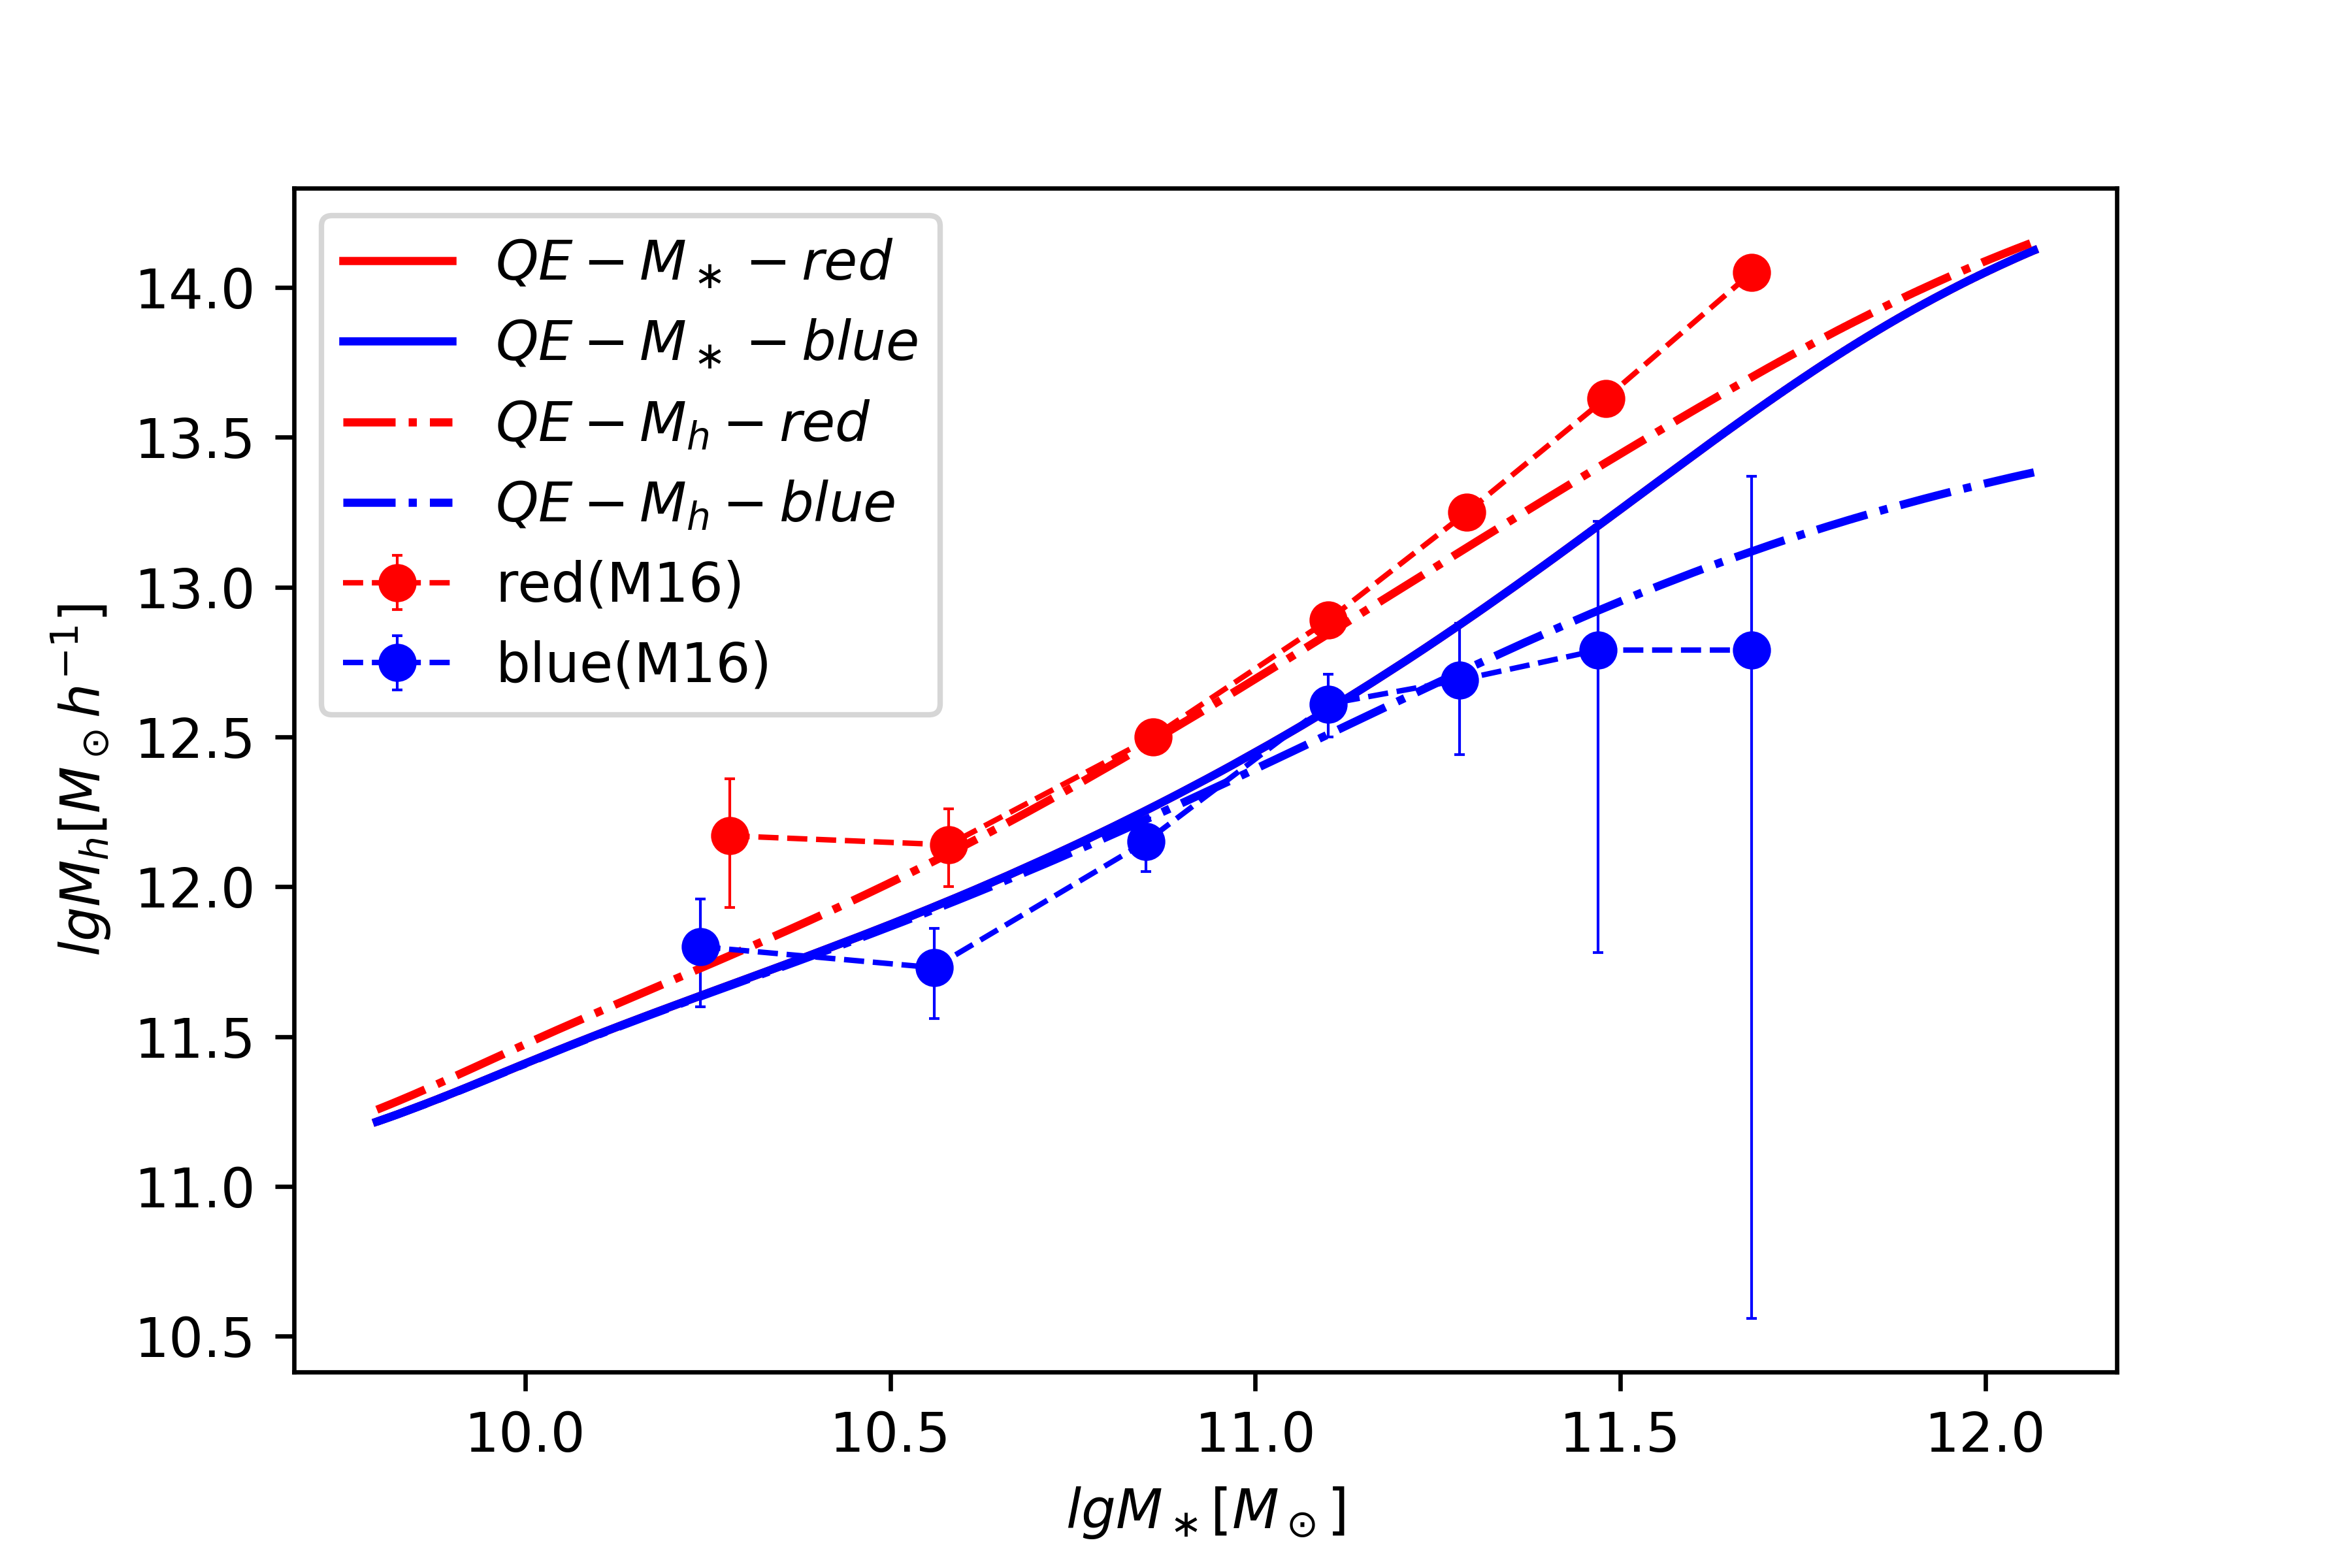 QE − M∗ − red
QE − M∗ − blue
QE − Mₕ − red
QE − Mₕ − blue
red(M16)
blue(M16)
14.0
13.5
13.0
12.5
12.0
11.5
11.0
10.5
lgMₕ[M⊙h⁻¹]
10.0 10.5 11.0 11.5 12.0
lgM∗[M⊙]